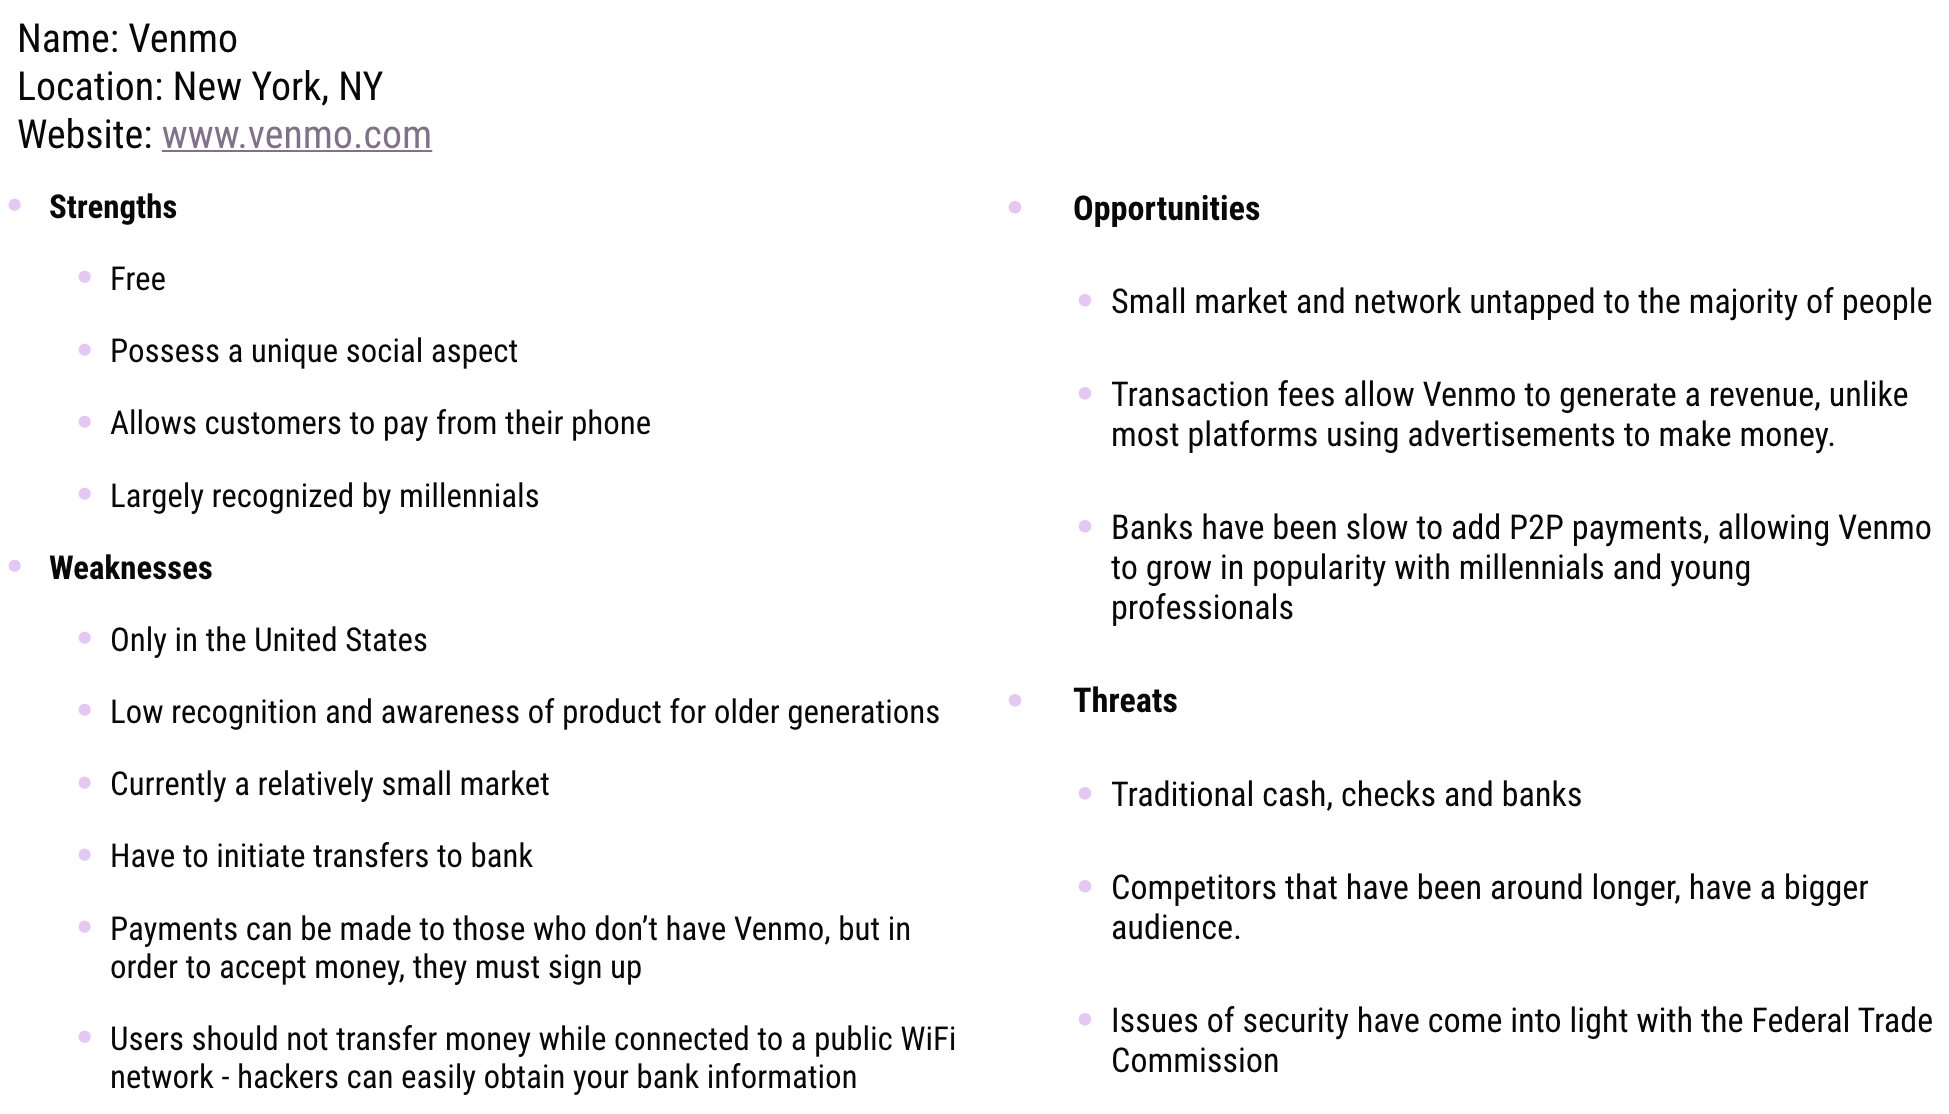 Name: Venmo
Location: New York, NY
Website: www.venmo.com
Strengths
Free
Possess a unique social aspect
Allows customers to pay from their phone
Largely recognized by millennials
Weaknesses
Only in the United States
Low recognition and awareness of product for older generations
Currently a relatively small market
Have to initiate transfers to bank
Payments can be made to those who don’t have Venmo, but in
order to accept money, they must sign up
Users should not transfer money while connected to a public WiFi
network - hackers can easily obtain your bank information
Opportunities
Small market and network untapped to the majority of people
Transaction fees allow Venmo to generate a revenue, unlike
most platforms using advertisements to make money.
Banks have been slow to add P2P payments, allowing Venmo
to grow in popularity with millennials and young
professionals
Threats
Traditional cash, checks and banks
Competitors that have been around longer, have a bigger
audience.
Issues of security have come into light with the Federal Trade
Commission